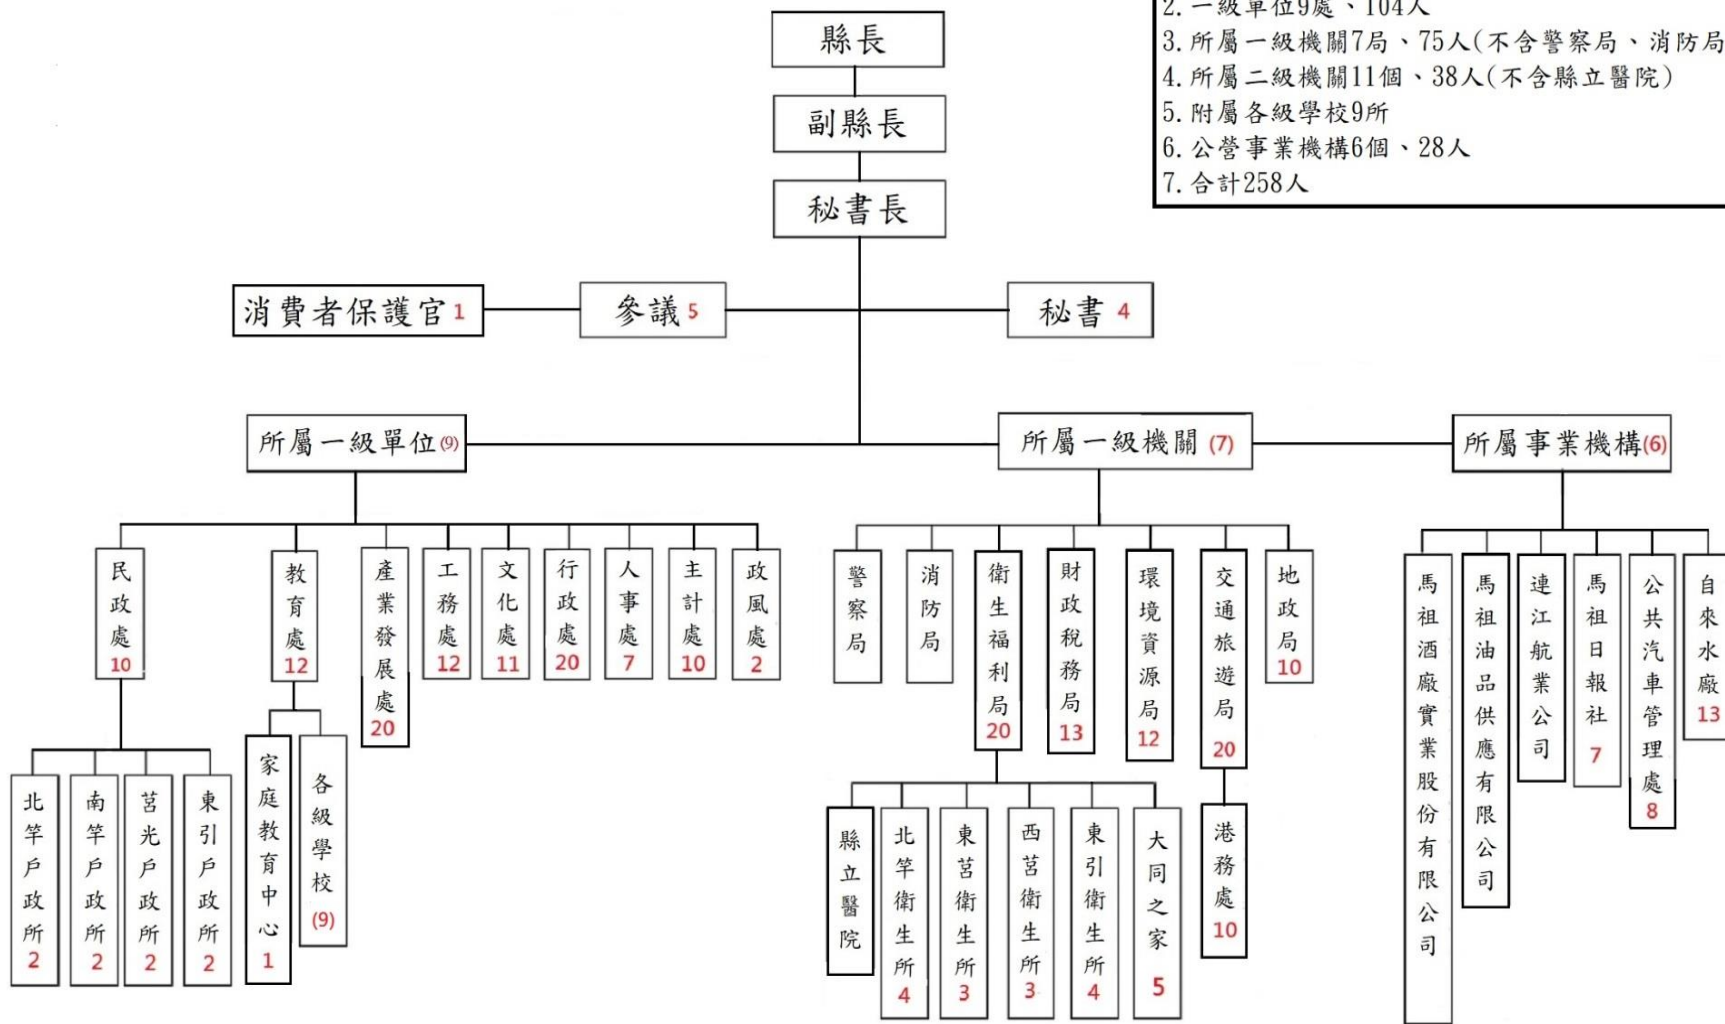 2.一級單位9處、104人
3.所屬一級機關7局、75人(不含警察局、消防局
4.所屬二級機關11個、38人(不含縣立醫院)
5.附屬各級學校9所
6.公營事業機構6個、28人
7.合計258人
縣長
副縣長
秘書長
消費者保護官 1
參議 5
秘書 4
所屬一級單位(9)
所屬一級機關 (7)
所屬事業機構(6)
民政處 10
教育處 12
產業發展處 20
工務處 12
文化處 11
行政處 20
人事處 7
主計處 10
政風處 2
警察局
消防局
衛生福利局 20
財政稅務局 13
環境資源局 12
交通旅遊局 20
地政局 10
馬祖酒廠實業股份有限公司
馬祖油品供應有限公司
連江航業公司
馬祖日報社 7
公共汽車管理處 8
自來水廠 13
北竿戶政所 2
南竿戶政所 2
莒光戶政所 2
東引戶政所 2
家庭教育中心 1
各級學校 (9)
縣立醫院
北竿衛生所 4
東莒衛生所 3
西莒衛生所 3
東引衛生所 4
大同之家 5
港務處 10